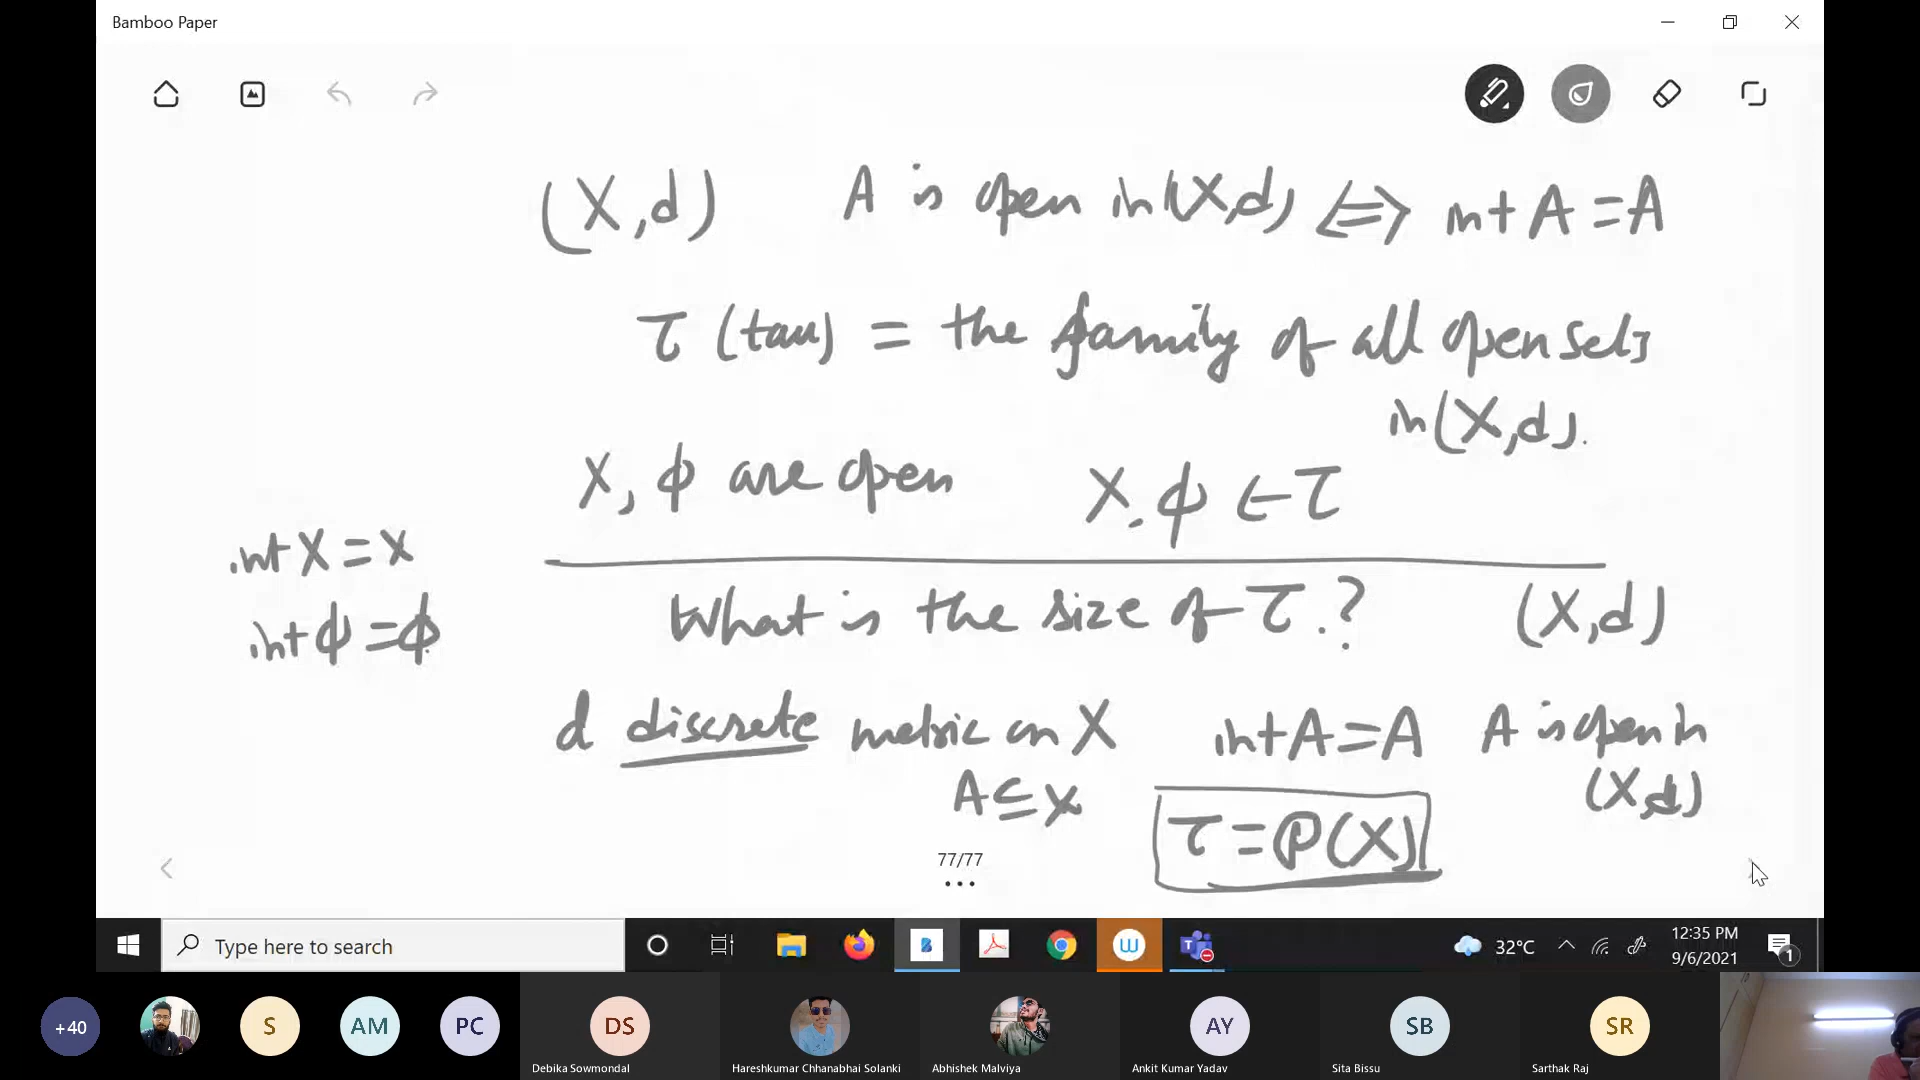 Bamboo Paper
(X,d) A is open in (X,d) ⟺ int A = A
τ (tau) = the family of all open sets
in (X,d).
X, ϕ are open X, ϕ ∈ τ
int X = X
int ϕ = ϕ
What is the size of τ.? (X,d)
d discrete metric on X int A = A A is open in
A ⊆ X (X,d)
τ = P(X)
77/77
Type here to search
32°C
12:35 PM
9/6/2021
1
+40
S
AM
PC
DS
AY
SB
SR
Debika Sowmondal
Hareshkumar Chhanabhai Solanki
Abhishek Malviya
Ankit Kumar Yadav
Sita Bissu
Sarthak Raj